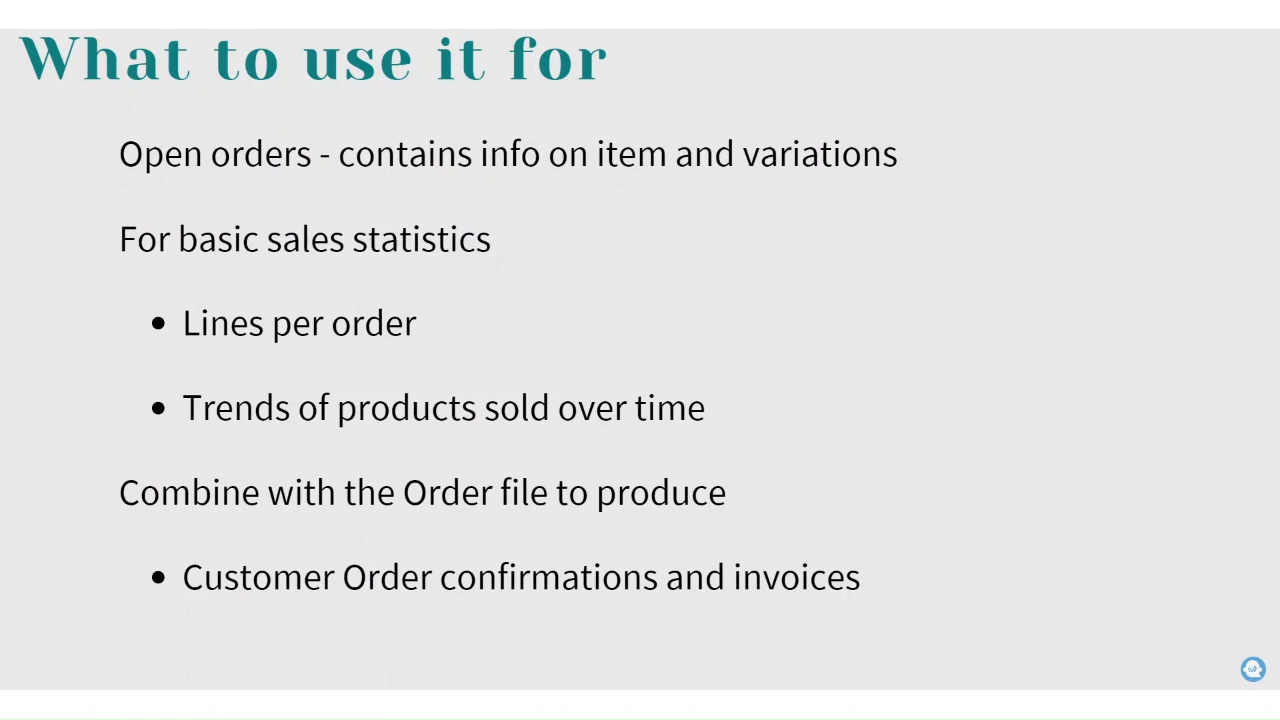 What to use it for
Open orders - contains info on item and variations
For basic sales statistics
• Lines per order
• Trends of products sold over time
Combine with the Order file to produce
• Customer Order confirmations and invoices